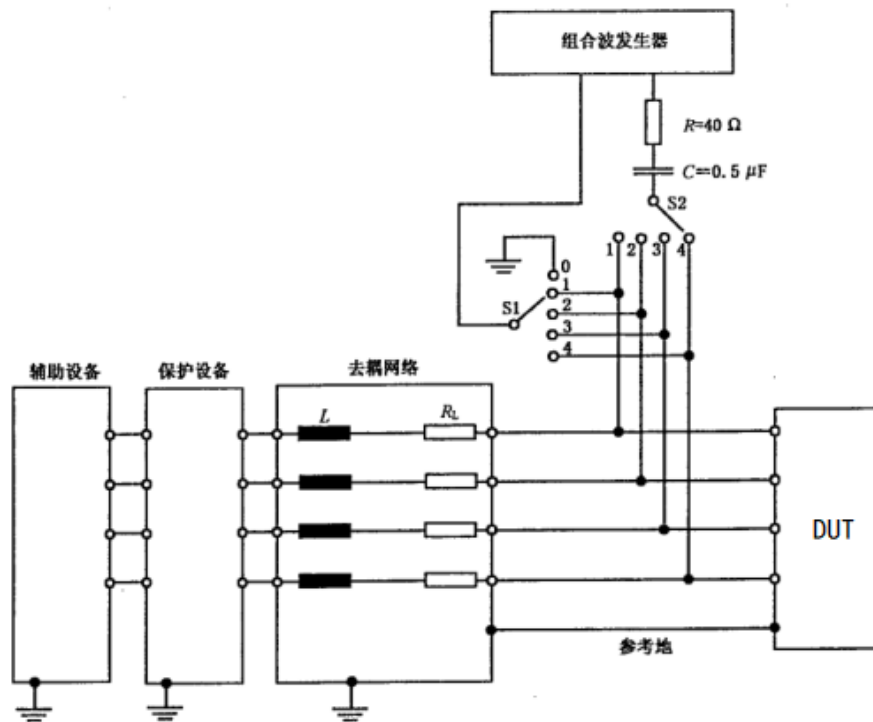 组合波发生器
R=40 Ω
C=0.5 μF
S2
1 2 3 4
0
1
S1
2
3
4
辅助设备 保护设备 去耦网络
L R_L
DUT
参考地